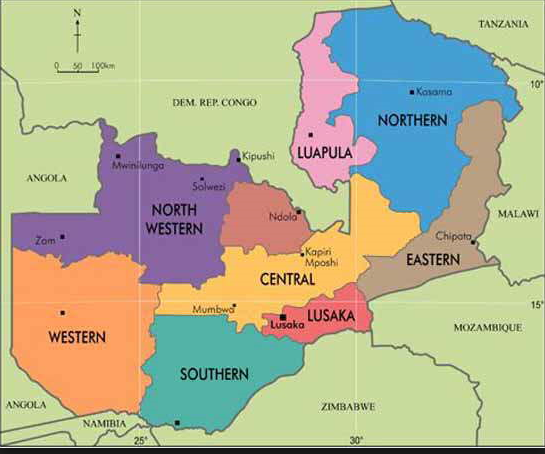 N
TANZANIA
0 50 100km
10°
Kasama
DEM. REP. CONGO
NORTHERN
LUAPULA
Kipushi
Mwinilunga
ANGOLA
Solwezi
NORTH
WESTERN
Ndola
MALAWI
Zam
Chipata
Kapiri
Mposhi
EASTERN
CENTRAL
15°
Mumbwa
LUSAKA
Lusaka
MOZAMBIQUE
WESTERN
SOUTHERN
ANGOLA
ZIMBABWE
NAMIBIA
25°
30°